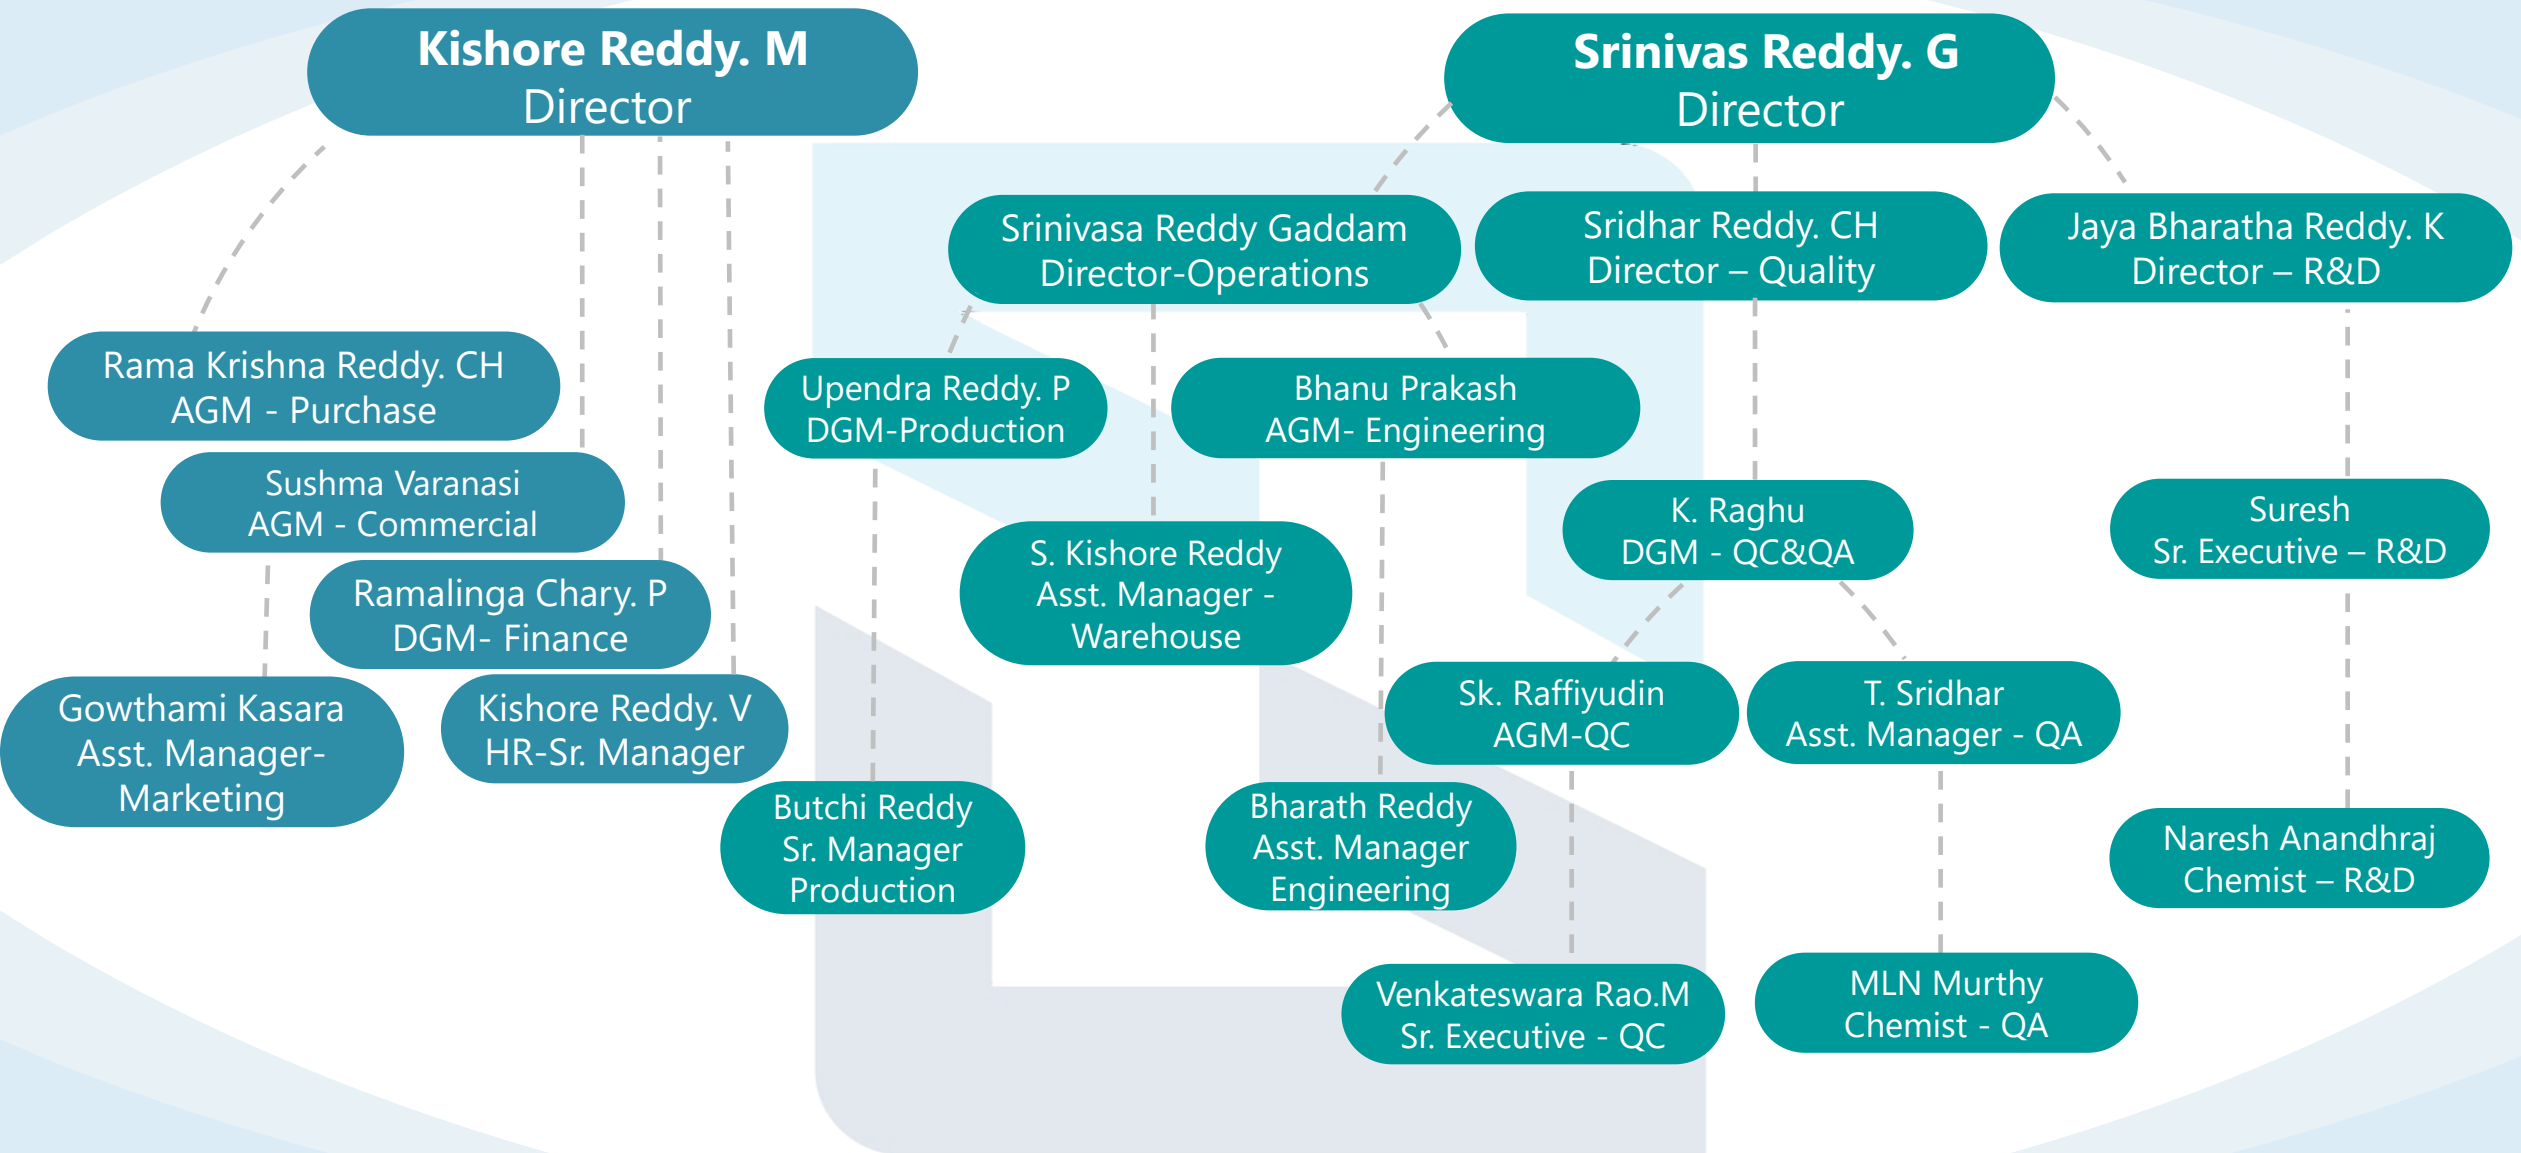 Kishore Reddy. M
Director
Srinivas Reddy. G
Director
Srinivasa Reddy Gaddam
Director-Operations
Sridhar Reddy. CH
Director – Quality
Jaya Bharatha Reddy. K
Director – R&D
Rama Krishna Reddy. CH
AGM - Purchase
Upendra Reddy. P
DGM-Production
Bhanu Prakash
AGM- Engineering
Sushma Varanasi
AGM - Commercial
K. Raghu
DGM - QC&QA
Suresh
Sr. Executive – R&D
S. Kishore Reddy
Asst. Manager -
Warehouse
Ramalinga Chary. P
DGM- Finance
Gowthami Kasara
Asst. Manager-
Marketing
Kishore Reddy. V
HR-Sr. Manager
Sk. Raffiyudin
AGM-QC
T. Sridhar
Asst. Manager - QA
Butchi Reddy
Sr. Manager
Production
Bharath Reddy
Asst. Manager
Engineering
Naresh Anandhraj
Chemist – R&D
Venkateswara Rao.M
Sr. Executive - QC
MLN Murthy
Chemist - QA